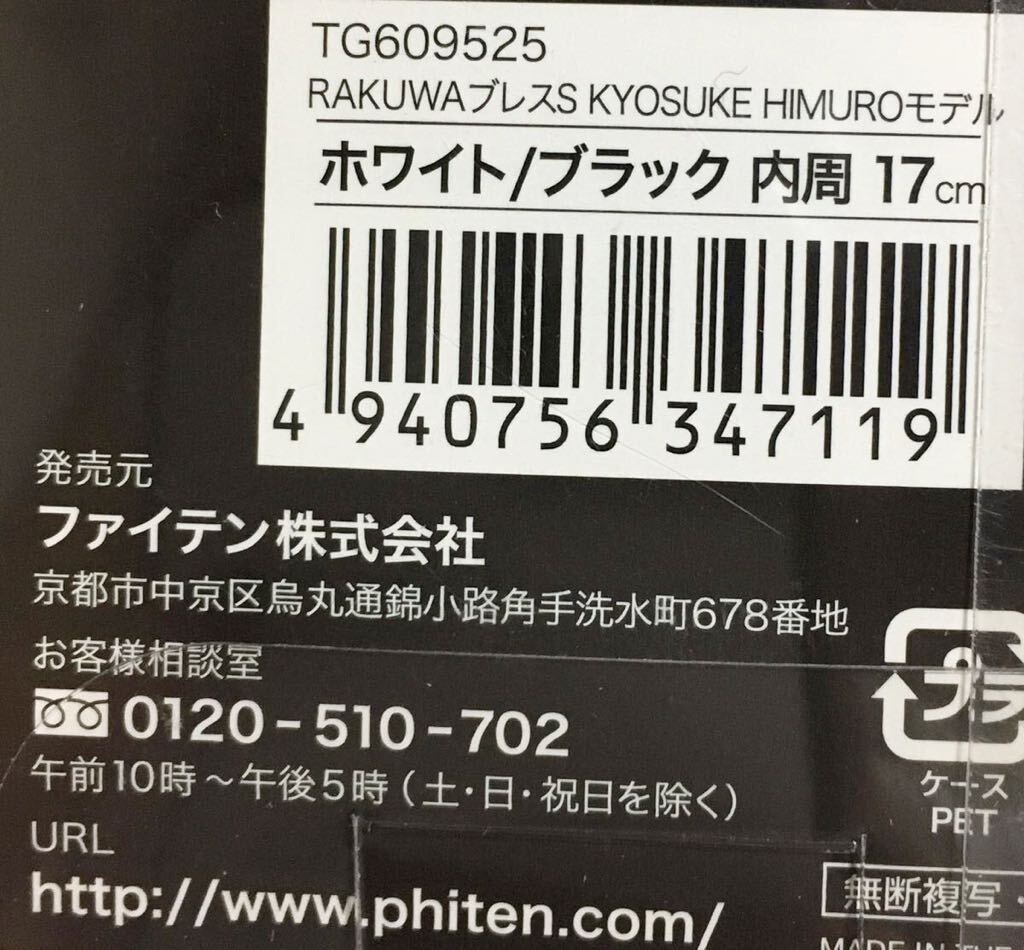 TG609525
RAKUWAブレスS KYOSUKE HIMUROモデル
ホワイト/ブラック 内周 17cm
4 940756 347119
発売元
ファイテン株式会社
京都市中京区烏丸通錦小路角手洗水町678番地
お客様相談室
0120-510-702
午前10時～午後5時(土・日・祝日を除く)
URL
http://www.phiten.com/
プラ
ケース
PET
無断複写・
MADE IN